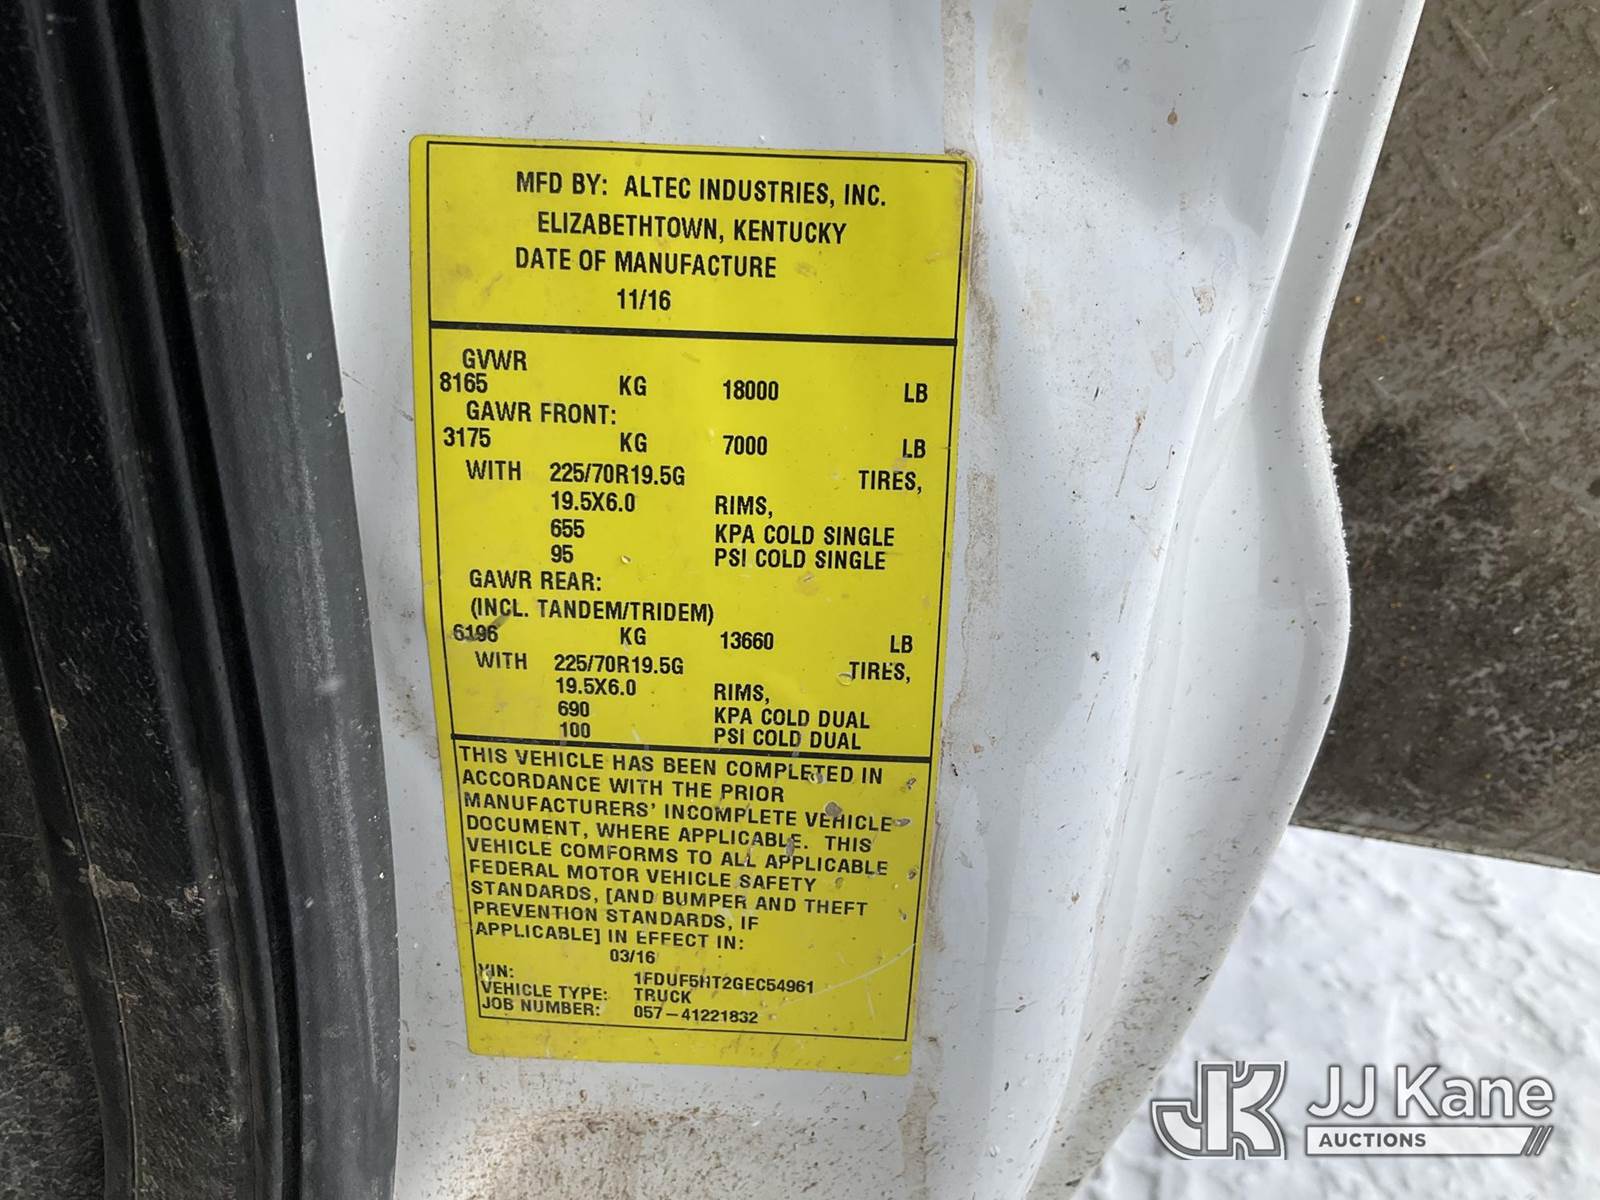 MFD BY: ALTEC INDUSTRIES, INC.
ELIZABETHTOWN, KENTUCKY
DATE OF MANUFACTURE
11/16
GVWR
8165 KG 18000 LB
GAWR FRONT:
3175 KG 7000 LB
WITH 225/70R19.5G TIRES,
19.5X6.0 RIMS,
655 KPA COLD SINGLE
95 PSI COLD SINGLE
GAWR REAR:
(INCL. TANDEM/TRIDEM)
6196 KG 13660 LB
WITH 225/70R19.5G TIRES,
19.5X6.0 RIMS,
690 KPA COLD DUAL
100 PSI COLD DUAL
THIS VEHICLE HAS BEEN COMPLETED IN
ACCORDANCE WITH THE PRIOR
MANUFACTURERS' INCOMPLETE VEHICLE
DOCUMENT, WHERE APPLICABLE. THIS
VEHICLE COMFORMS TO ALL APPLICABLE
FEDERAL MOTOR VEHICLE SAFETY
STANDARDS, [AND BUMPER AND THEFT
PREVENTION STANDARDS, IF
APPLICABLE] IN EFFECT IN:
03/16
VIN: 1FDUF5HT2GEC54961
VEHICLE TYPE: TRUCK
JOB NUMBER: 057-41221832
JK JJ Kane
AUCTIONS